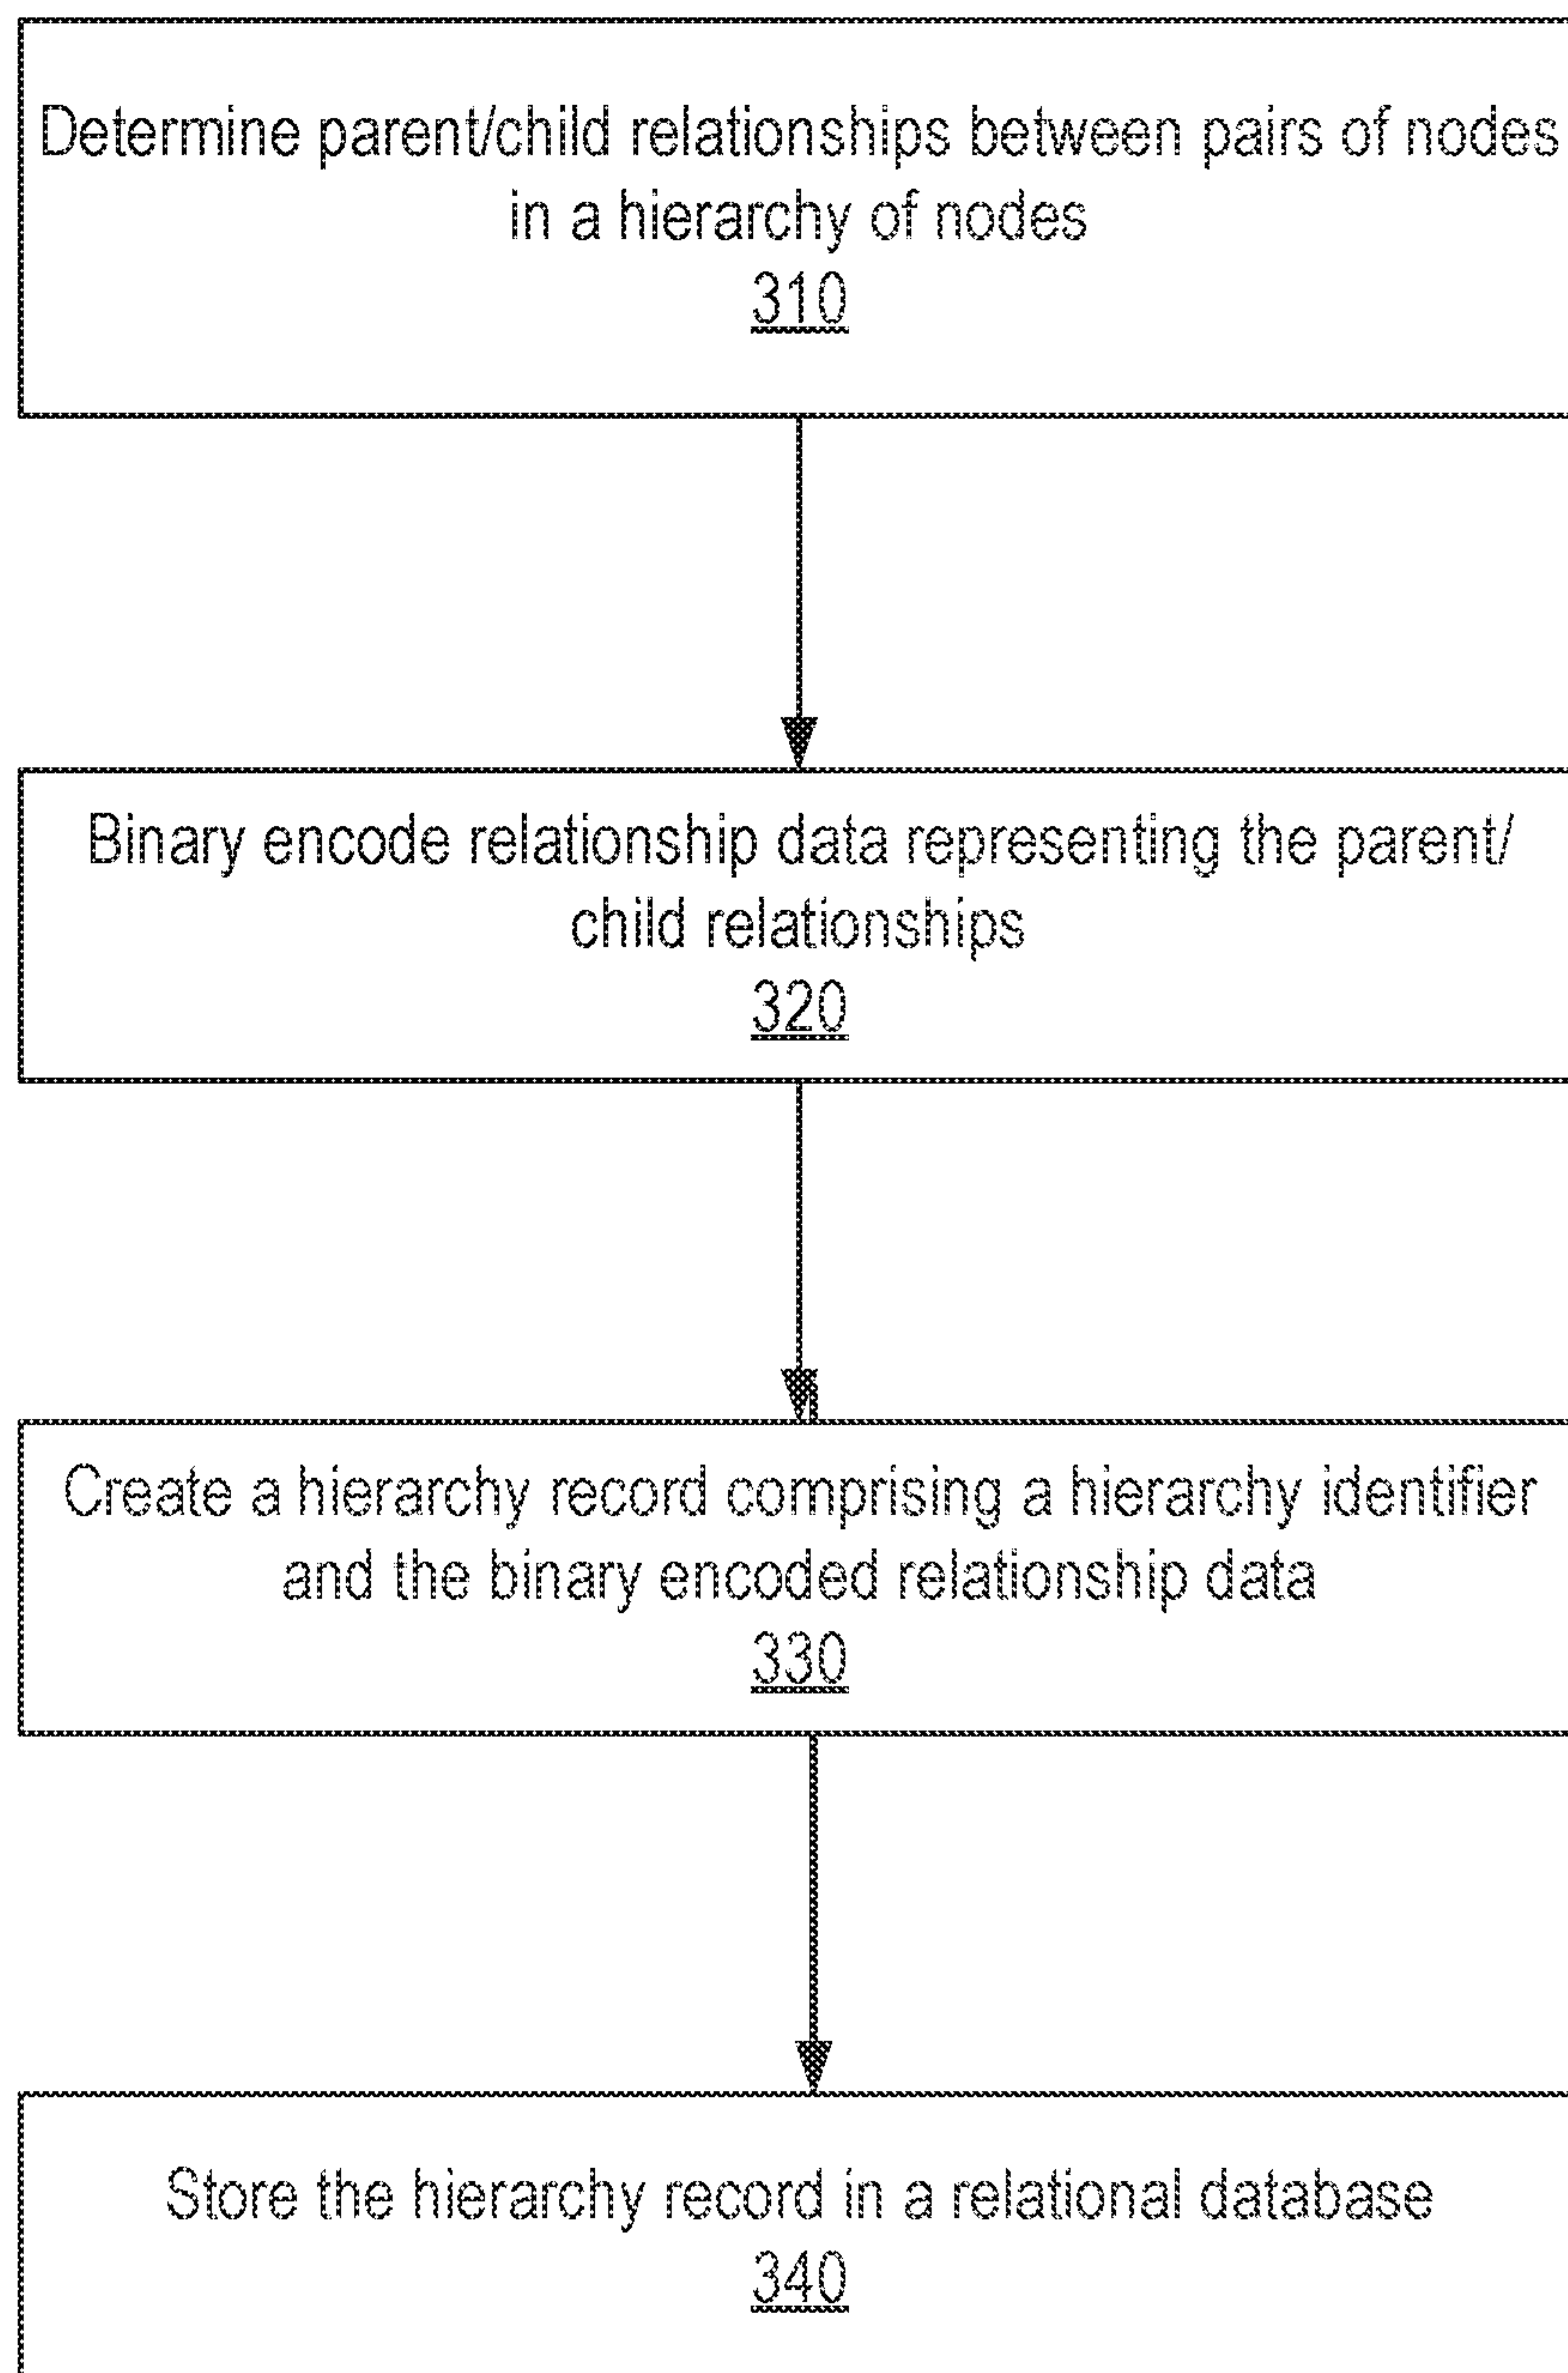 Determine parent/child relationships between pairs of nodes
in a hierarchy of nodes
310
Binary encode relationship data representing the parent/
child relationships
320
Create a hierarchy record comprising a hierarchy identifier
and the binary encoded relationship data
330
Store the hierarchy record in a relational database
340